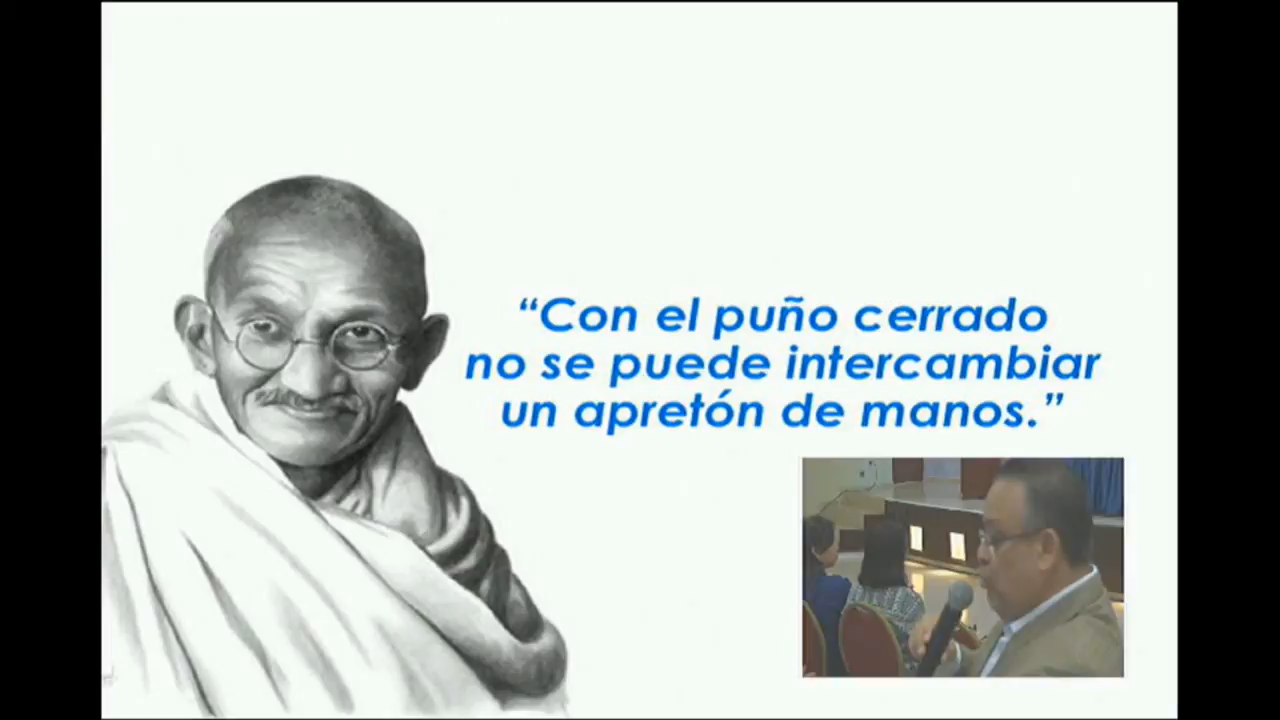 “Con el puño cerrado
no se puede intercambiar
un apretón de manos.”